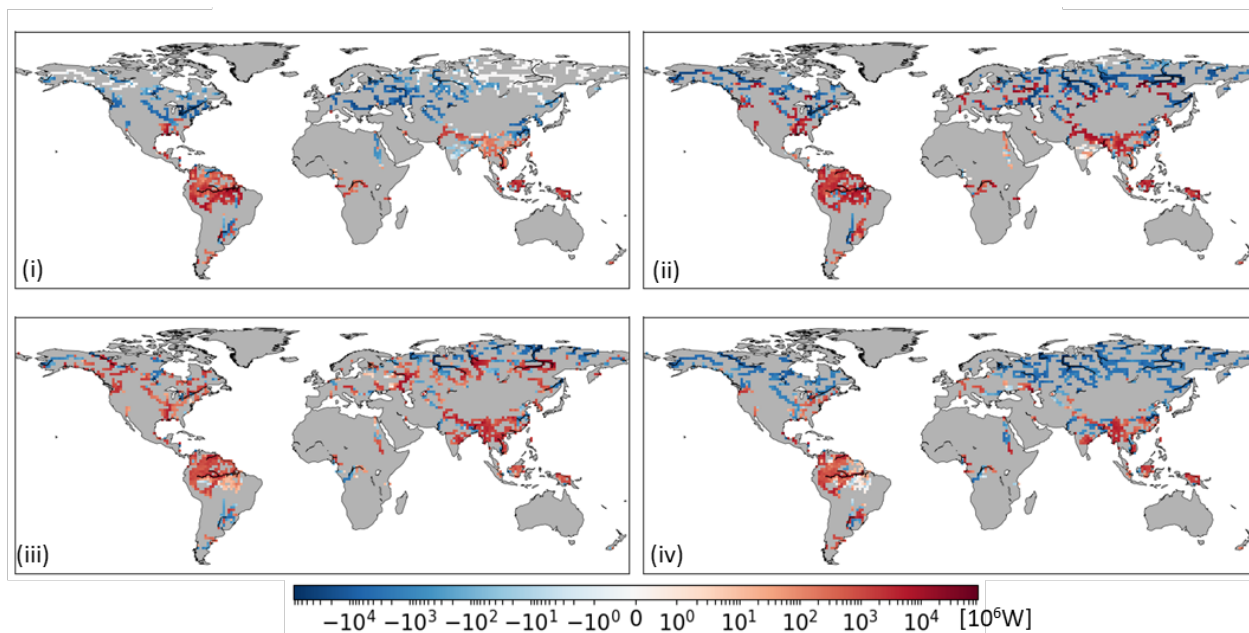 (i)
(ii)
(iii)
(iv)
−10⁴ −10³ −10² −10¹ −10⁰ 0 10⁰ 10¹ 10² 10³ 10⁴ [10⁶W]